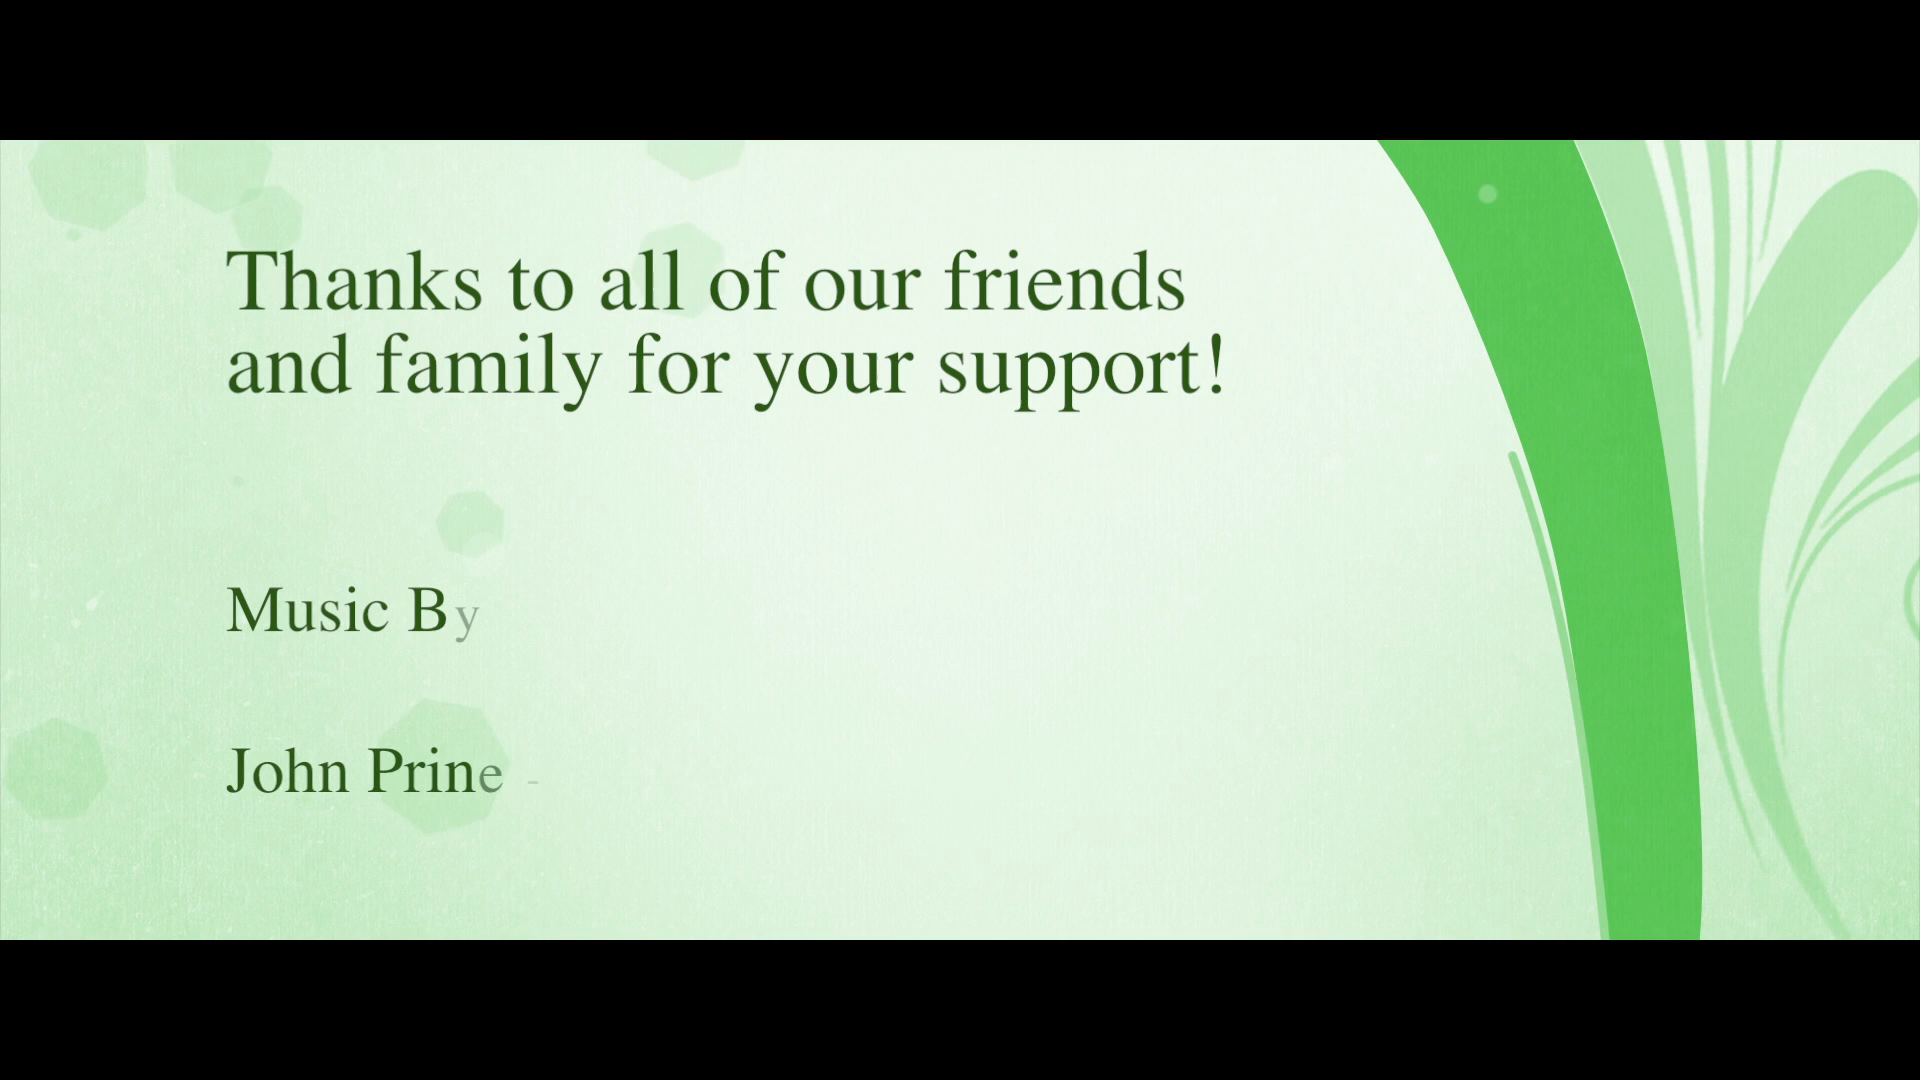 Thanks to all of our friends
and family for your support!
Music By
John Prine -